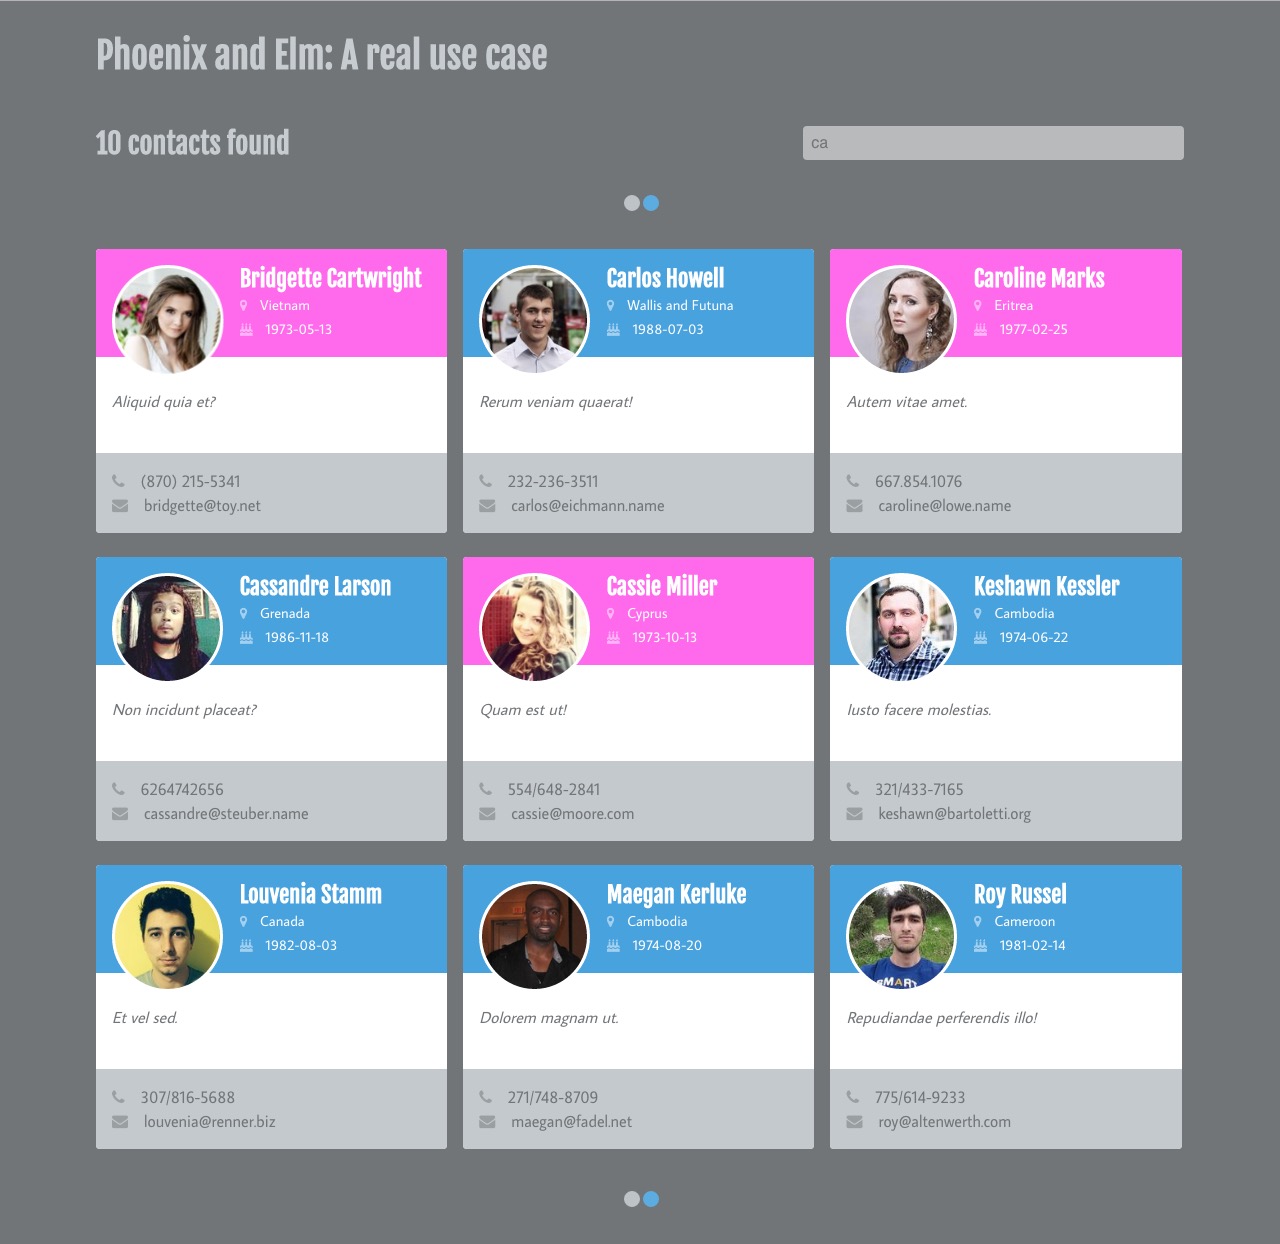 Phoenix and Elm: A real use case
10 contacts found
ca
Bridgette Cartwright
Vietnam
1973-05-13
Aliquid quia et?
(870) 215-5341
bridgette@toy.net
Carlos Howell
Wallis and Futuna
1988-07-03
Rerum veniam quaerat!
232-236-3511
carlos@eichmann.name
Caroline Marks
Eritrea
1977-02-25
Autem vitae amet.
667.854.1076
caroline@lowe.name
Cassandre Larson
Grenada
1986-11-18
Non incidunt placeat?
6264742656
cassandre@steuber.name
Cassie Miller
Cyprus
1973-10-13
Quam est ut!
554/648-2841
cassie@moore.com
Keshawn Kessler
Cambodia
1974-06-22
Iusto facere molestias.
321/433-7165
keshawn@bartoletti.org
Louvenia Stamm
Canada
1982-08-03
Et vel sed.
307/816-5688
louvenia@renner.biz
Maegan Kerluke
Cambodia
1974-08-20
Dolorem magnam ut.
271/748-8709
maegan@fadel.net
Roy Russel
Cameroon
1981-02-14
SMART
Repudiandae perferendis illo!
775/614-9233
roy@altenwerth.com